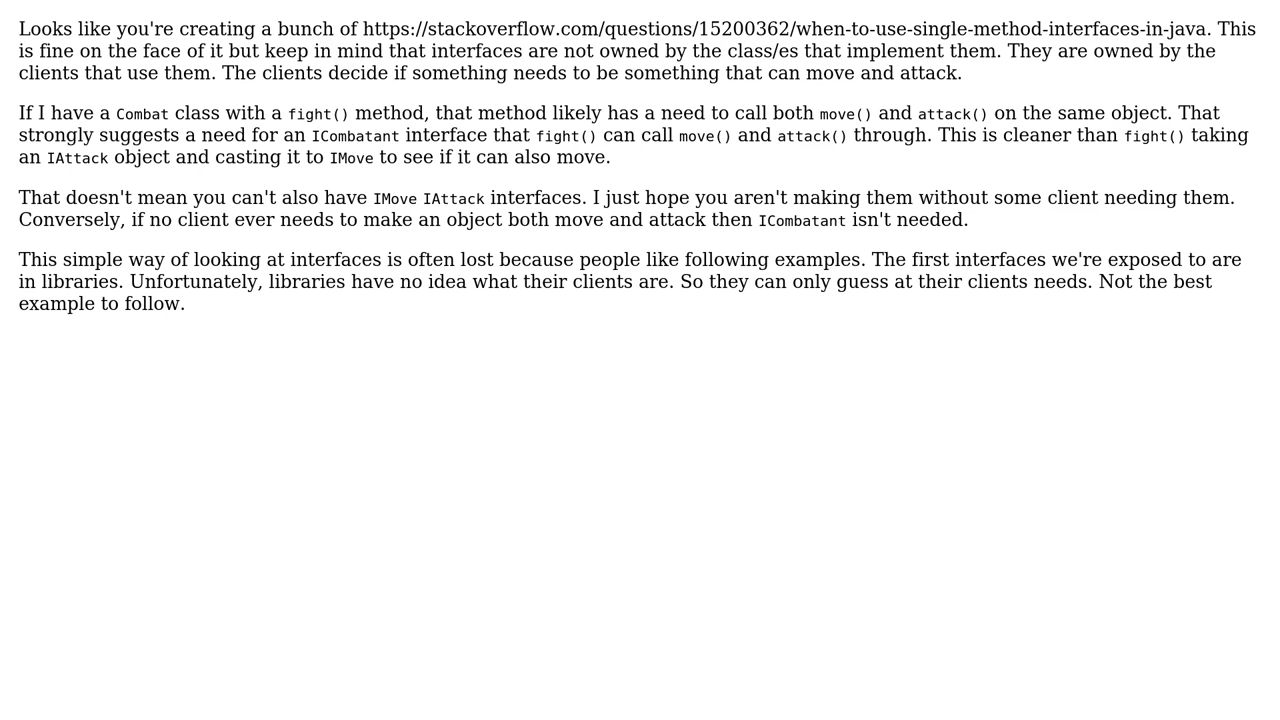 Looks like you're creating a bunch of https://stackoverflow.com/questions/15200362/when-to-use-single-method-interfaces-in-java. This
is fine on the face of it but keep in mind that interfaces are not owned by the class/es that implement them. They are owned by the
clients that use them. The clients decide if something needs to be something that can move and attack.
If I have a Combat class with a fight() method, that method likely has a need to call both move() and attack() on the same object. That
strongly suggests a need for an ICombatant interface that fight() can call move() and attack() through. This is cleaner than fight() taking
an IAttack object and casting it to IMove to see if it can also move.
That doesn't mean you can't also have IMove IAttack interfaces. I just hope you aren't making them without some client needing them.
Conversely, if no client ever needs to make an object both move and attack then ICombatant isn't needed.
This simple way of looking at interfaces is often lost because people like following examples. The first interfaces we're exposed to are
in libraries. Unfortunately, libraries have no idea what their clients are. So they can only guess at their clients needs. Not the best
example to follow.